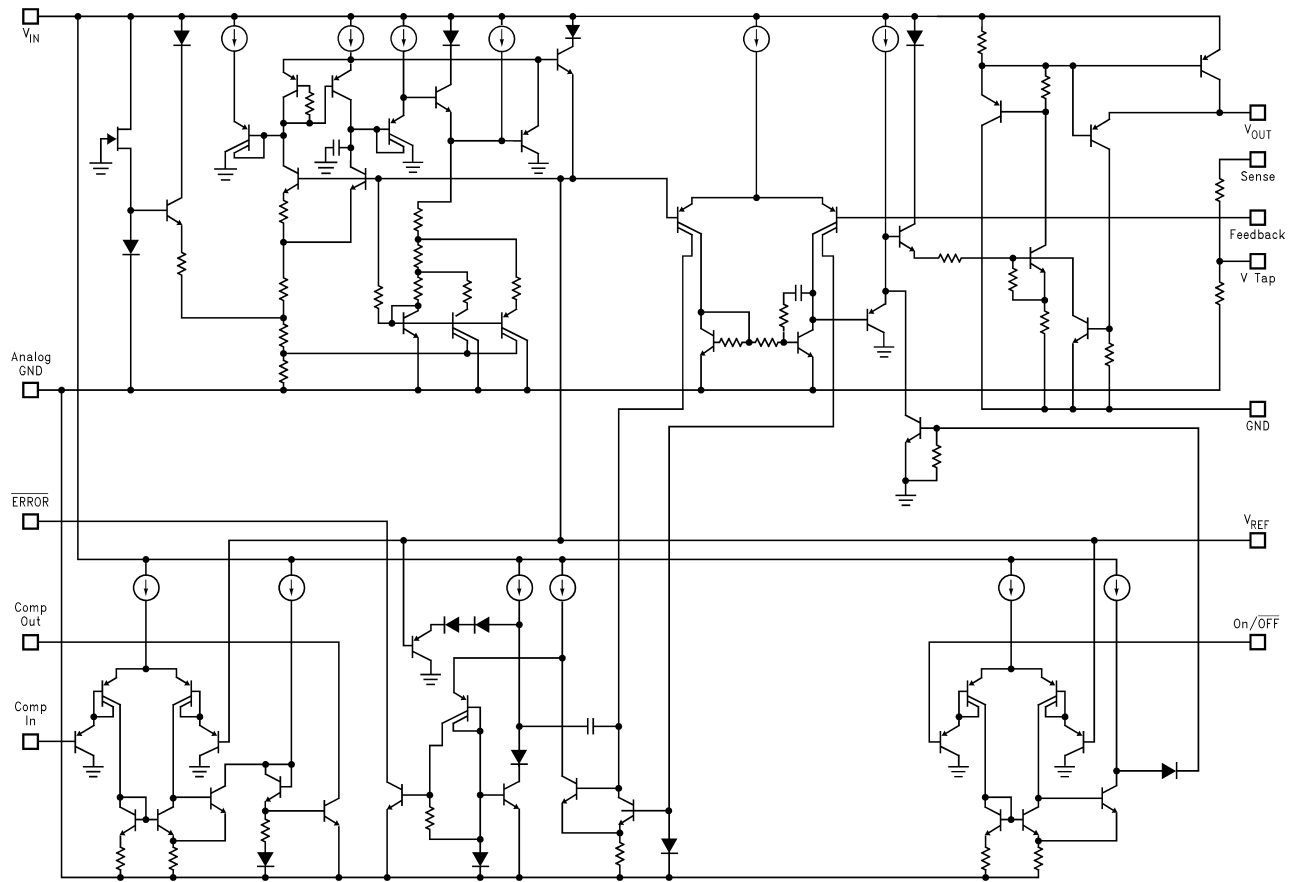 VIN
VOUT
Sense
Feedback
V Tap
Analog
GND
GND
ERROR
VREF
Comp
Out
On/OFF
Comp
In